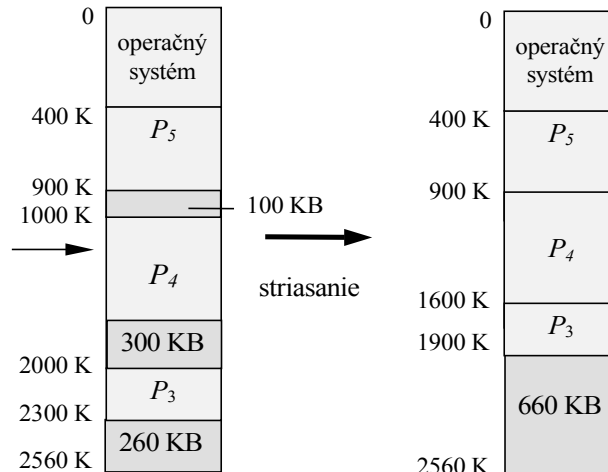 0
operačný
systém
400 K
P5
900 K
1000 K
100 KB
P4
300 KB
2000 K
P3
2300 K
260 KB
2560 K
striasanie
0
operačný
systém
400 K
P5
900 K
P4
1600 K
P3
1900 K
660 KB
2560 K